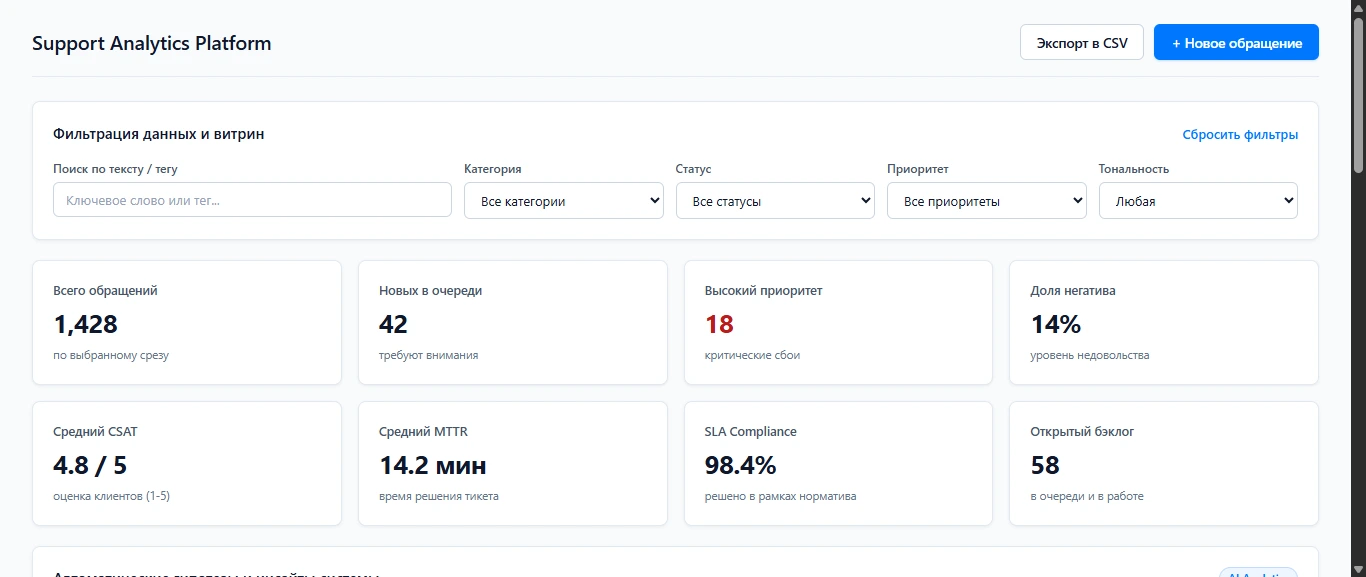 Support Analytics Platform
Экспорт в CSV
+ Новое обращение
Фильтрация данных и витрин
Сбросить фильтры
Поиск по тексту / тегу
Категория
Статус
Приоритет
Тональность
Ключевое слово или тег...
Все категории
Все статусы
Все приоритеты
Любая
Всего обращений
1,428
по выбранному срезу
Новых в очереди
42
требуют внимания
Высокий приоритет
18
критические сбои
Доля негатива
14%
уровень недовольства
Средний CSAT
4.8 / 5
оценка клиентов (1-5)
Средний MTTR
14.2 мин
время решения тикета
SLA Compliance
98.4%
решено в рамках норматива
Открытый бэклог
58
в очереди и в работе